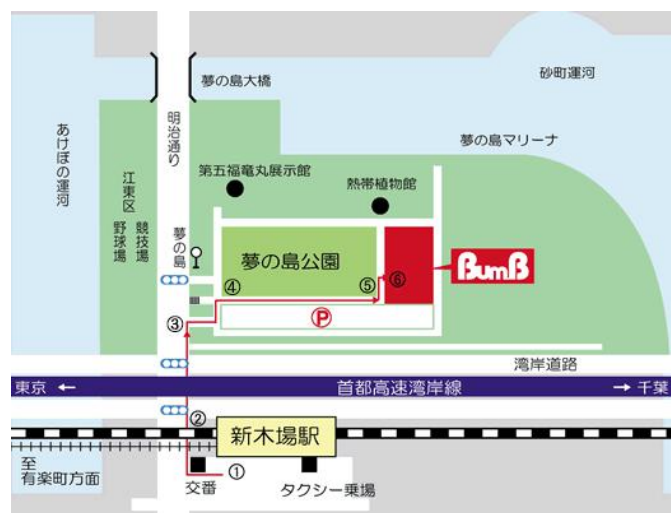 夢の島大橋
砂町運河
あけぼの運河
明治通り
夢の島マリーナ
江東区
競技場
野球場
第五福竜丸展示館
熱帯植物館
夢の島
夢の島公園
BumB
④
⑤
⑥
③
P
湾岸道路
東京 ←
首都高速湾岸線
→ 千葉
②
新木場駅
至
有楽町方面
①
交番
タクシー乗場